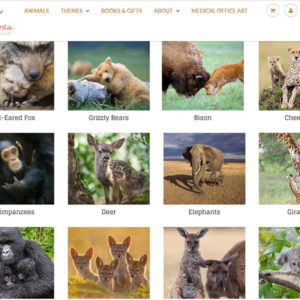 ANIMALS THEMES BOOKS & GIFTS ABOUT MEDICAL OFFICE ART
-Eared Fox Grizzly Bears Bison Chee
impanzees Deer Elephants Gira